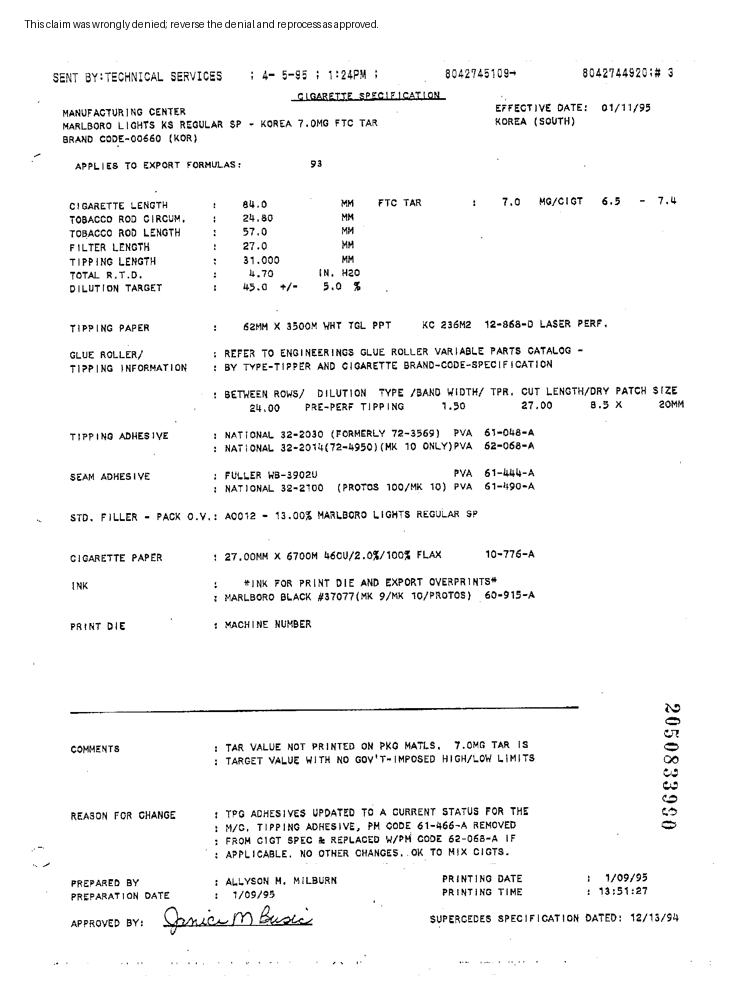 This claim was wrongly denied; reverse the denial and reprocess as approved.
SENT BY:TECHNICAL SERVICES ; 4- 5-95 ; 1:24PM ; 8042745109→ 8042744920:# 3
CIGARETTE SPECIFICATION
MANUFACTURING CENTER EFFECTIVE DATE: 01/11/95
MARLBORO LIGHTS KS REGULAR SP - KOREA 7.0MG FTC TAR KOREA (SOUTH)
BRAND CODE-00660 (KOR)
APPLIES TO EXPORT FORMULAS: 93
CIGARETTE LENGTH : 84.0 MM FTC TAR : 7.0 MG/CIGT 6.5 - 7.4
TOBACCO ROD CIRCUM. : 24.80 MM
TOBACCO ROD LENGTH : 57.0 MM
FILTER LENGTH : 27.0 MM
TIPPING LENGTH : 31.000 MM
TOTAL R.T.D. : 4.70 IN. H2O
DILUTION TARGET : 45.0 +/- 5.0 %
TIPPING PAPER : 62MM X 3500M WHT TGL PPT KC 236M2 12-868-D LASER PERF.
GLUE ROLLER/ : REFER TO ENGINEERINGS GLUE ROLLER VARIABLE PARTS CATALOG -
TIPPING INFORMATION : BY TYPE-TIPPER AND CIGARETTE BRAND-CODE-SPECIFICATION
: BETWEEN ROWS/ DILUTION TYPE /BAND WIDTH/ TPR. CUT LENGTH/DRY PATCH SIZE
24.00 PRE-PERF TIPPING 1.50 27.00 8.5 X 20MM
TIPPING ADHESIVE : NATIONAL 32-2030 (FORMERLY 72-3569) PVA 61-048-A
: NATIONAL 32-2014(72-4950)(MK 10 ONLY)PVA 62-068-A
SEAM ADHESIVE : FULLER WB-3902U PVA 61-444-A
: NATIONAL 32-2100 (PROTOS 100/MK 10) PVA 61-490-A
STD. FILLER - PACK O.V.: A0012 - 13.00% MARLBORO LIGHTS REGULAR SP
CIGARETTE PAPER : 27.00MM X 6700M 46CU/2.0%/100% FLAX 10-776-A
INK : *INK FOR PRINT DIE AND EXPORT OVERPRINTS*
: MARLBORO BLACK #37077(MK 9/MK 10/PROTOS) 60-915-A
PRINT DIE : MACHINE NUMBER
2050833990
COMMENTS : TAR VALUE NOT PRINTED ON PKG MATLS. 7.0MG TAR IS
: TARGET VALUE WITH NO GOV'T-IMPOSED HIGH/LOW LIMITS
REASON FOR CHANGE : TPG ADHESIVES UPDATED TO A CURRENT STATUS FOR THE
: M/C. TIPPING ADHESIVE, PM CODE 61-466-A REMOVED
: FROM CIGT SPEC & REPLACED W/PM CODE 62-068-A IF
: APPLICABLE. NO OTHER CHANGES. OK TO MIX CIGTS.
PREPARED BY : ALLYSON M. MILBURN PRINTING DATE : 1/09/95
PREPARATION DATE : 1/09/95 PRINTING TIME : 13:51:27
APPROVED BY: Janice M Busic SUPERCEDES SPECIFICATION DATED: 12/13/94